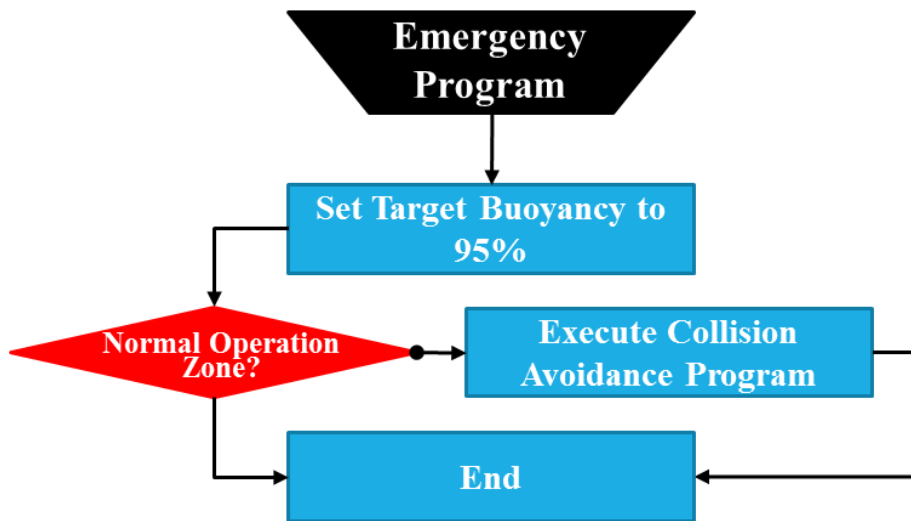 Emergency
Program
Set Target Buoyancy to
95%
Normal Operation
Zone?
Execute Collision
Avoidance Program
End